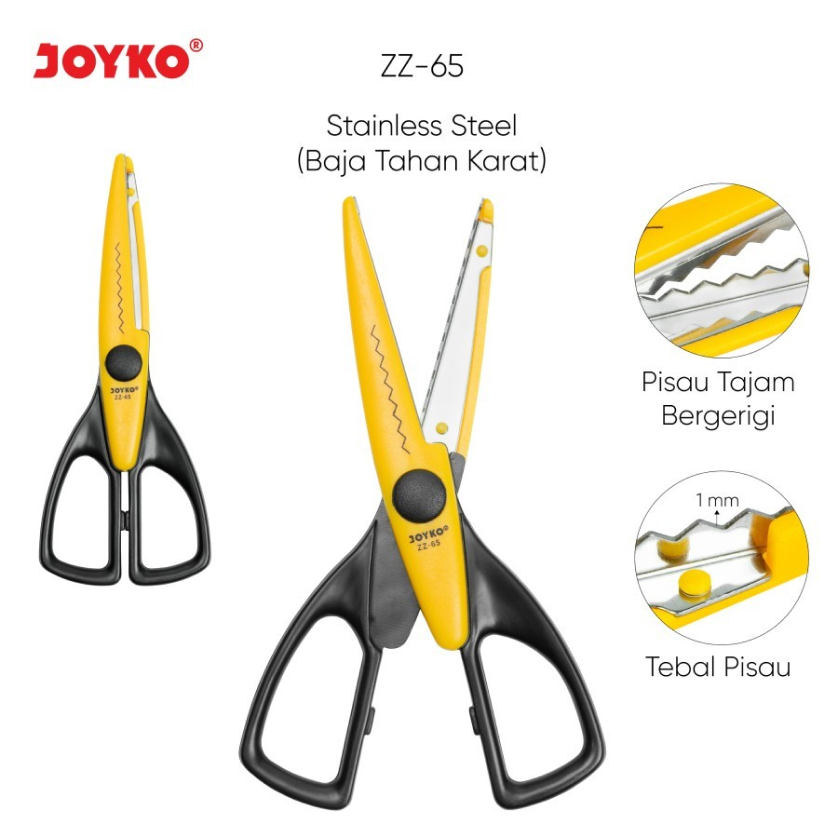 JOYKO®
ZZ-65
Stainless Steel
(Baja Tahan Karat)
JOYKO®
ZZ-65
JOYKO®
ZZ-65
Pisau Tajam
Bergerigi
1 mm
Tebal Pisau